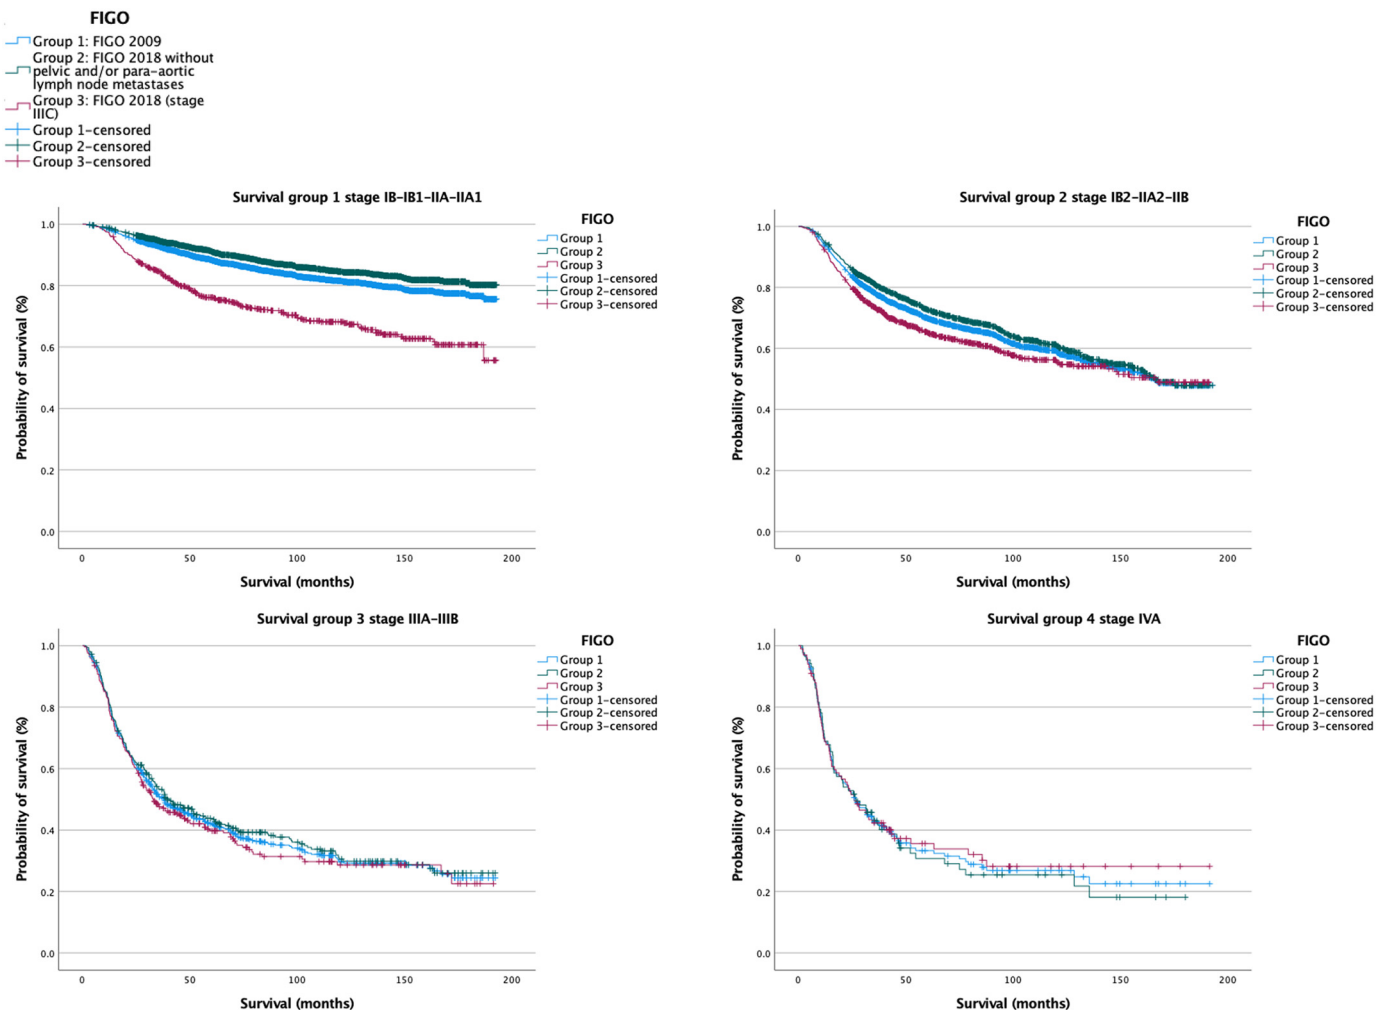 FIGO
Group 1: FIGO 2009
Group 2: FIGO 2018 without
pelvic and/or para-aortic
lymph node metastases
Group 3: FIGO 2018 (stage
IIIC)
Group 1-censored
Group 2-censored
Group 3-censored
Survival group 1 stage IB-IB1-IIA-IIA1
Probability of survival (%)
1.0
0.8
0.6
0.4
0.2
0.0
0 50 100 150 200
Survival (months)
FIGO
Group 1
Group 2
Group 3
Group 1-censored
Group 2-censored
Group 3-censored
Survival group 2 stage IB2-IIA2-IIB
Probability of survival (%)
1.0
0.8
0.6
0.4
0.2
0.0
0 50 100 150 200
Survival (months)
FIGO
Group 1
Group 2
Group 3
Group 1-censored
Group 2-censored
Group 3-censored
Survival group 3 stage IIIA-IIIB
Probability of survival (%)
1.0
0.8
0.6
0.4
0.2
0.0
0 50 100 150 200
Survival (months)
FIGO
Group 1
Group 2
Group 3
Group 1-censored
Group 2-censored
Group 3-censored
Survival group 4 stage IVA
Probability of survival (%)
1.0
0.8
0.6
0.4
0.2
0.0
0 50 100 150 200
Survival (months)
FIGO
Group 1
Group 2
Group 3
Group 1-censored
Group 2-censored
Group 3-censored